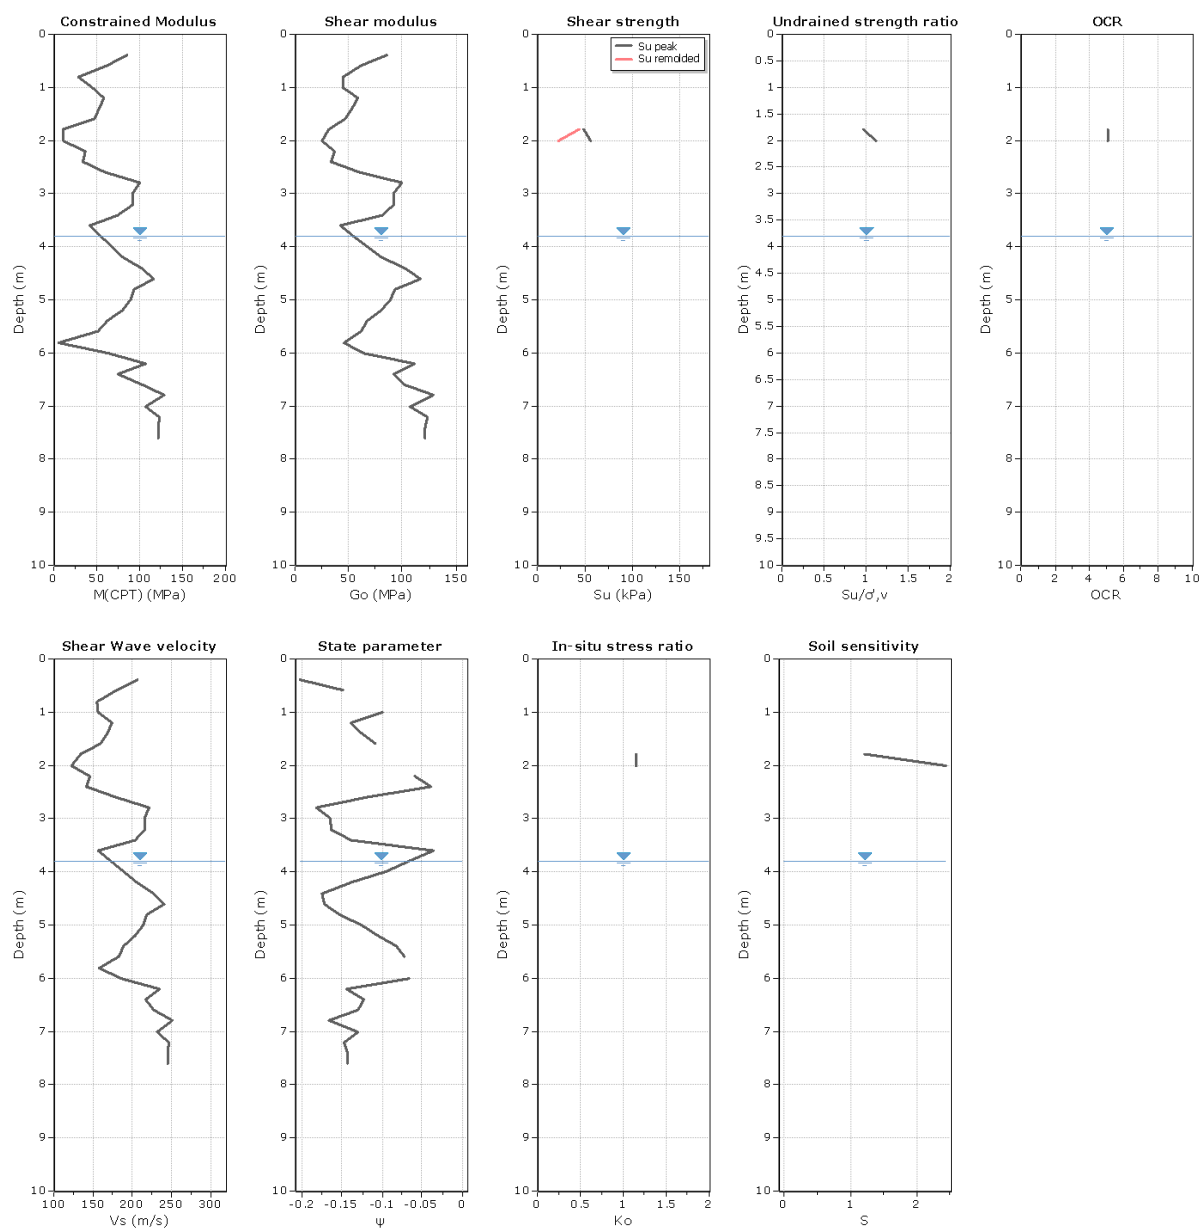 Constrained Modulus
0
1
2
3
4
5
6
7
8
9
10
Depth (m)
0 50 100 150 200
M(CPT) (MPa)
Shear modulus
0
1
2
3
4
5
6
7
8
9
10
Depth (m)
0 50 100 150
Go (MPa)
Shear strength
Su peak
Su remolded
0
1
2
3
4
5
6
7
8
9
10
Depth (m)
0 50 100 150
Su (kPa)
Undrained strength ratio
0
0.5
1
1.5
2
2.5
3
3.5
4
4.5
5
5.5
6
6.5
7
7.5
8
8.5
9
9.5
10
Depth (m)
0 0.5 1 1.5 2
Su/σ',v
OCR
0
1
2
3
4
5
6
7
8
9
10
Depth (m)
0 2 4 6 8 10
OCR
Shear Wave velocity
0
1
2
3
4
5
6
7
8
9
10
Depth (m)
100 150 200 250 300
Vs (m/s)
State parameter
0
1
2
3
4
5
6
7
8
9
10
Depth (m)
-0.2 -0.15 -0.1 -0.05 0
ψ
In-situ stress ratio
0
1
2
3
4
5
6
7
8
9
10
Depth (m)
0 0.5 1 1.5 2
Ko
Soil sensitivity
0
1
2
3
4
5
6
7
8
9
10
Depth (m)
0 1 2
S